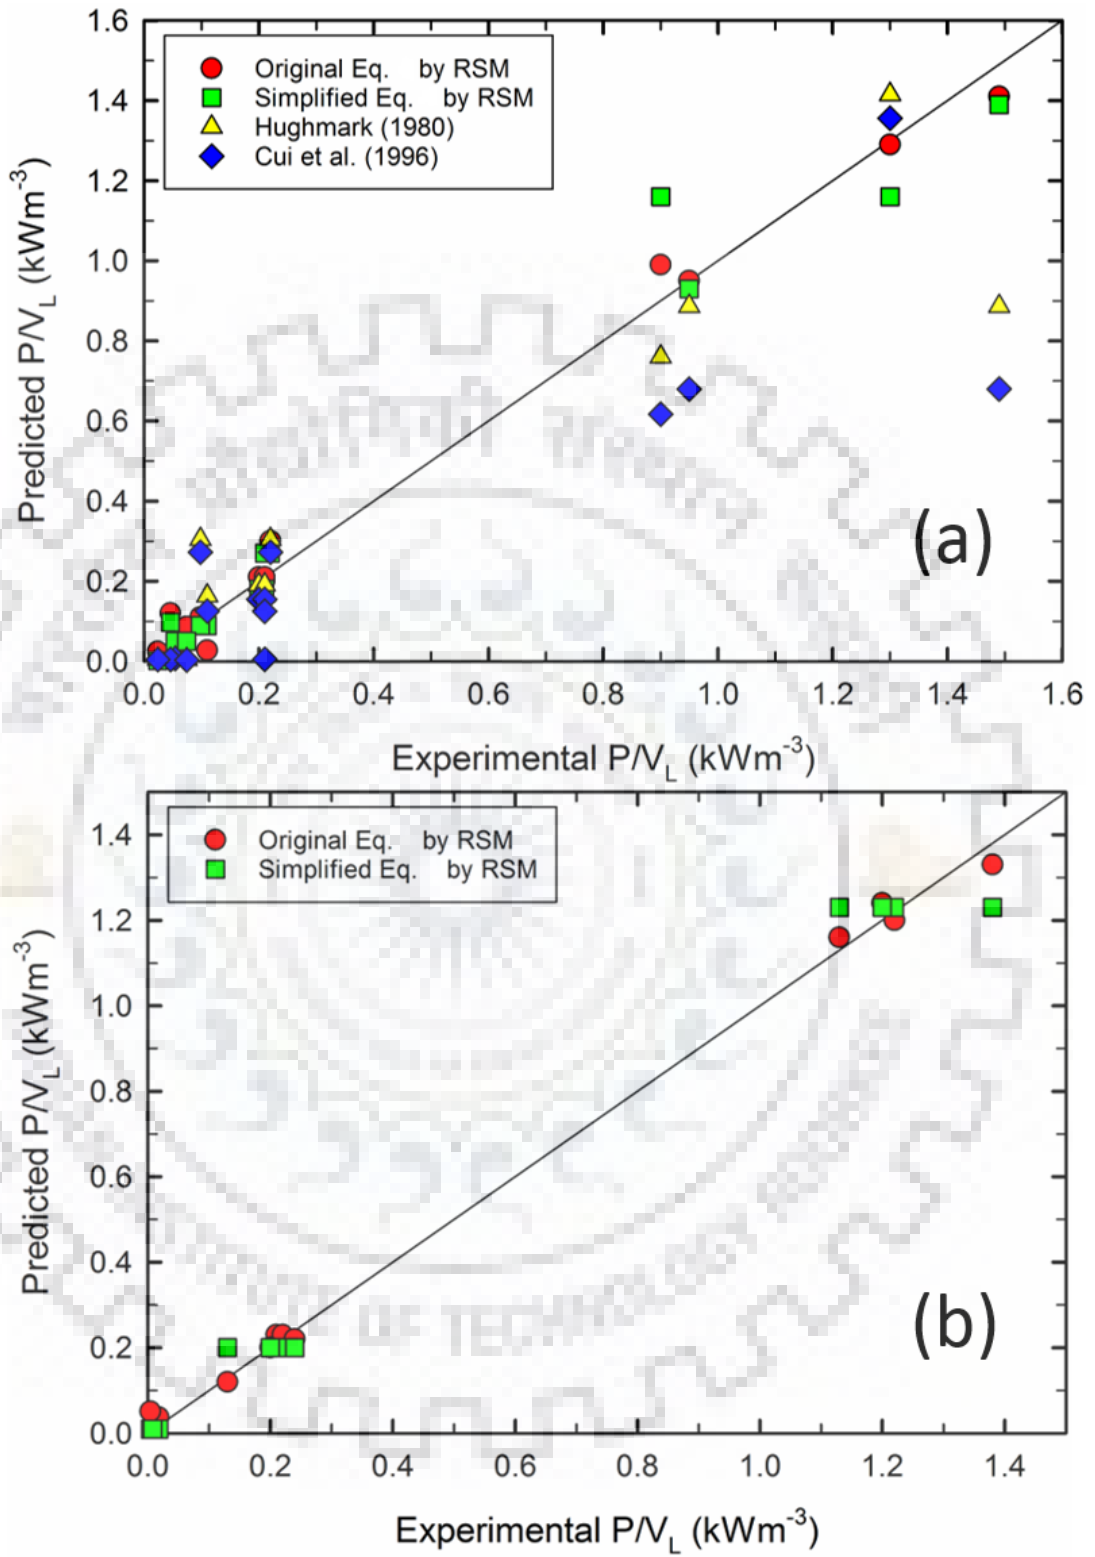 1.6
1.4
1.2
1.0
0.8
0.6
0.4
0.2
0.0
Predicted P/VL (kWm-3)
Original Eq. by RSM
Simplified Eq. by RSM
Hughmark (1980)
Cui et al. (1996)
(a)
0.0 0.2 0.4 0.6 0.8 1.0 1.2 1.4 1.6
Experimental P/VL (kWm-3)
1.4
1.2
1.0
0.8
0.6
0.4
0.2
0.0
Predicted P/VL (kWm-3)
Original Eq. by RSM
Simplified Eq. by RSM
(b)
OF TECHNOLOGY
0.0 0.2 0.4 0.6 0.8 1.0 1.2 1.4
Experimental P/VL (kWm-3)